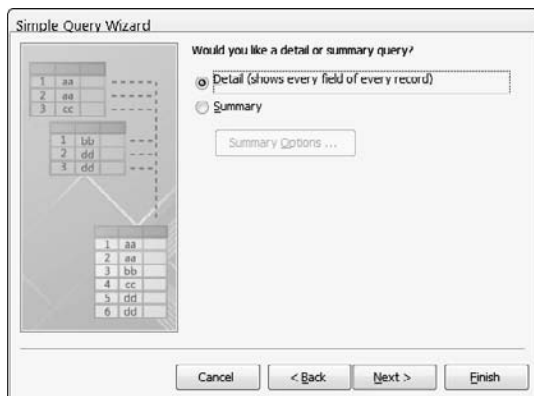 Simple Query Wizard
Would you like a detail or summary query?
Detail (shows every field of every record)
Summary
Summary Options ...
1 aa
2 aa
3 cc
1 bb
2 dd
3 dd
1 aa
2 aa
3 bb
4 cc
5 dd
6 dd
Cancel
< Back
Next >
Finish